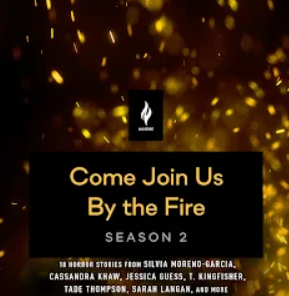 Come Join Us
By the Fire
SEASON 2
18 HORROR STORIES FROM SILVIA MORENO-GARCIA,
CASSANDRA KHAW, JESSICA GUESS, T. KINGFISHER,
TADE THOMPSON, SARAH LANGAN, AND MORE